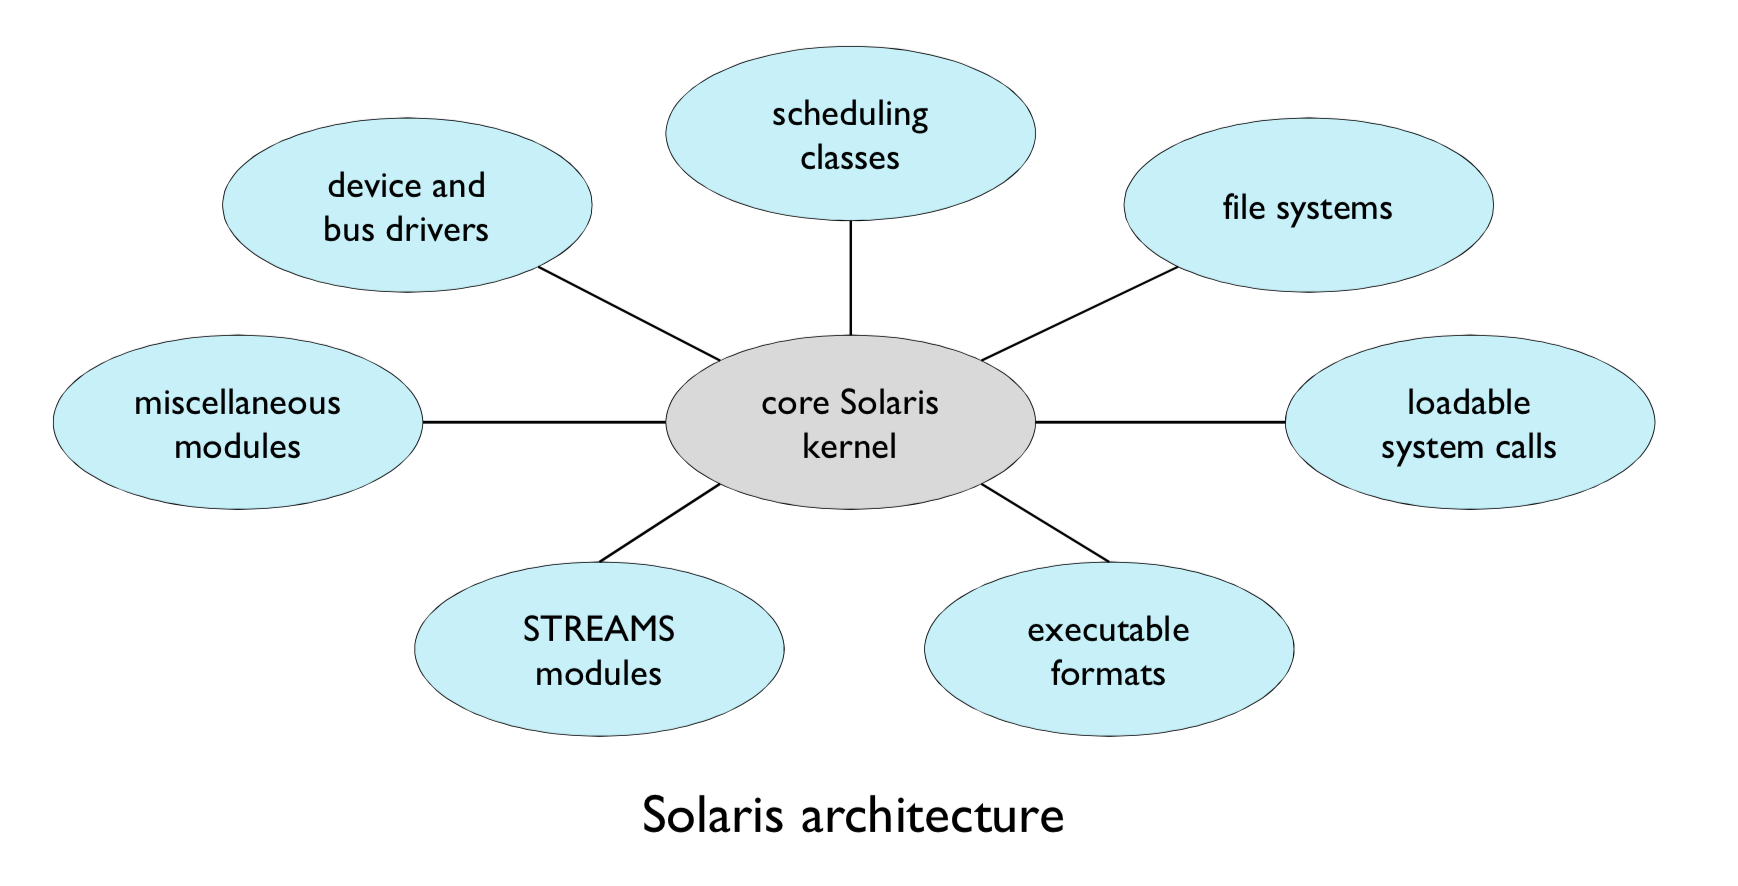 scheduling
classes
device and
bus drivers
file systems
miscellaneous
modules
core Solaris
kernel
loadable
system calls
STREAMS
modules
executable
formats
Solaris architecture